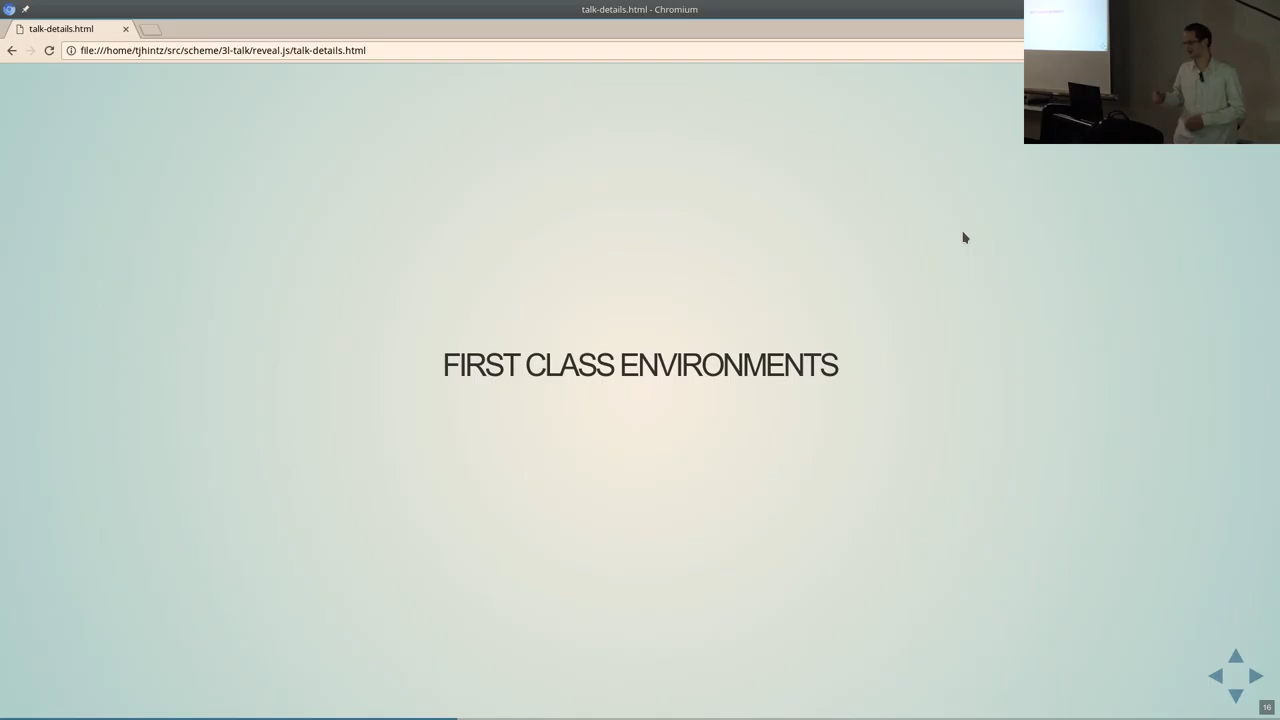 talk-details.html - Chromium
talk-details.html
file:///home/tjhintz/src/scheme/3l-talk/reveal.js/talk-details.html
FIRST CLASS ENVIRONMENTS
16